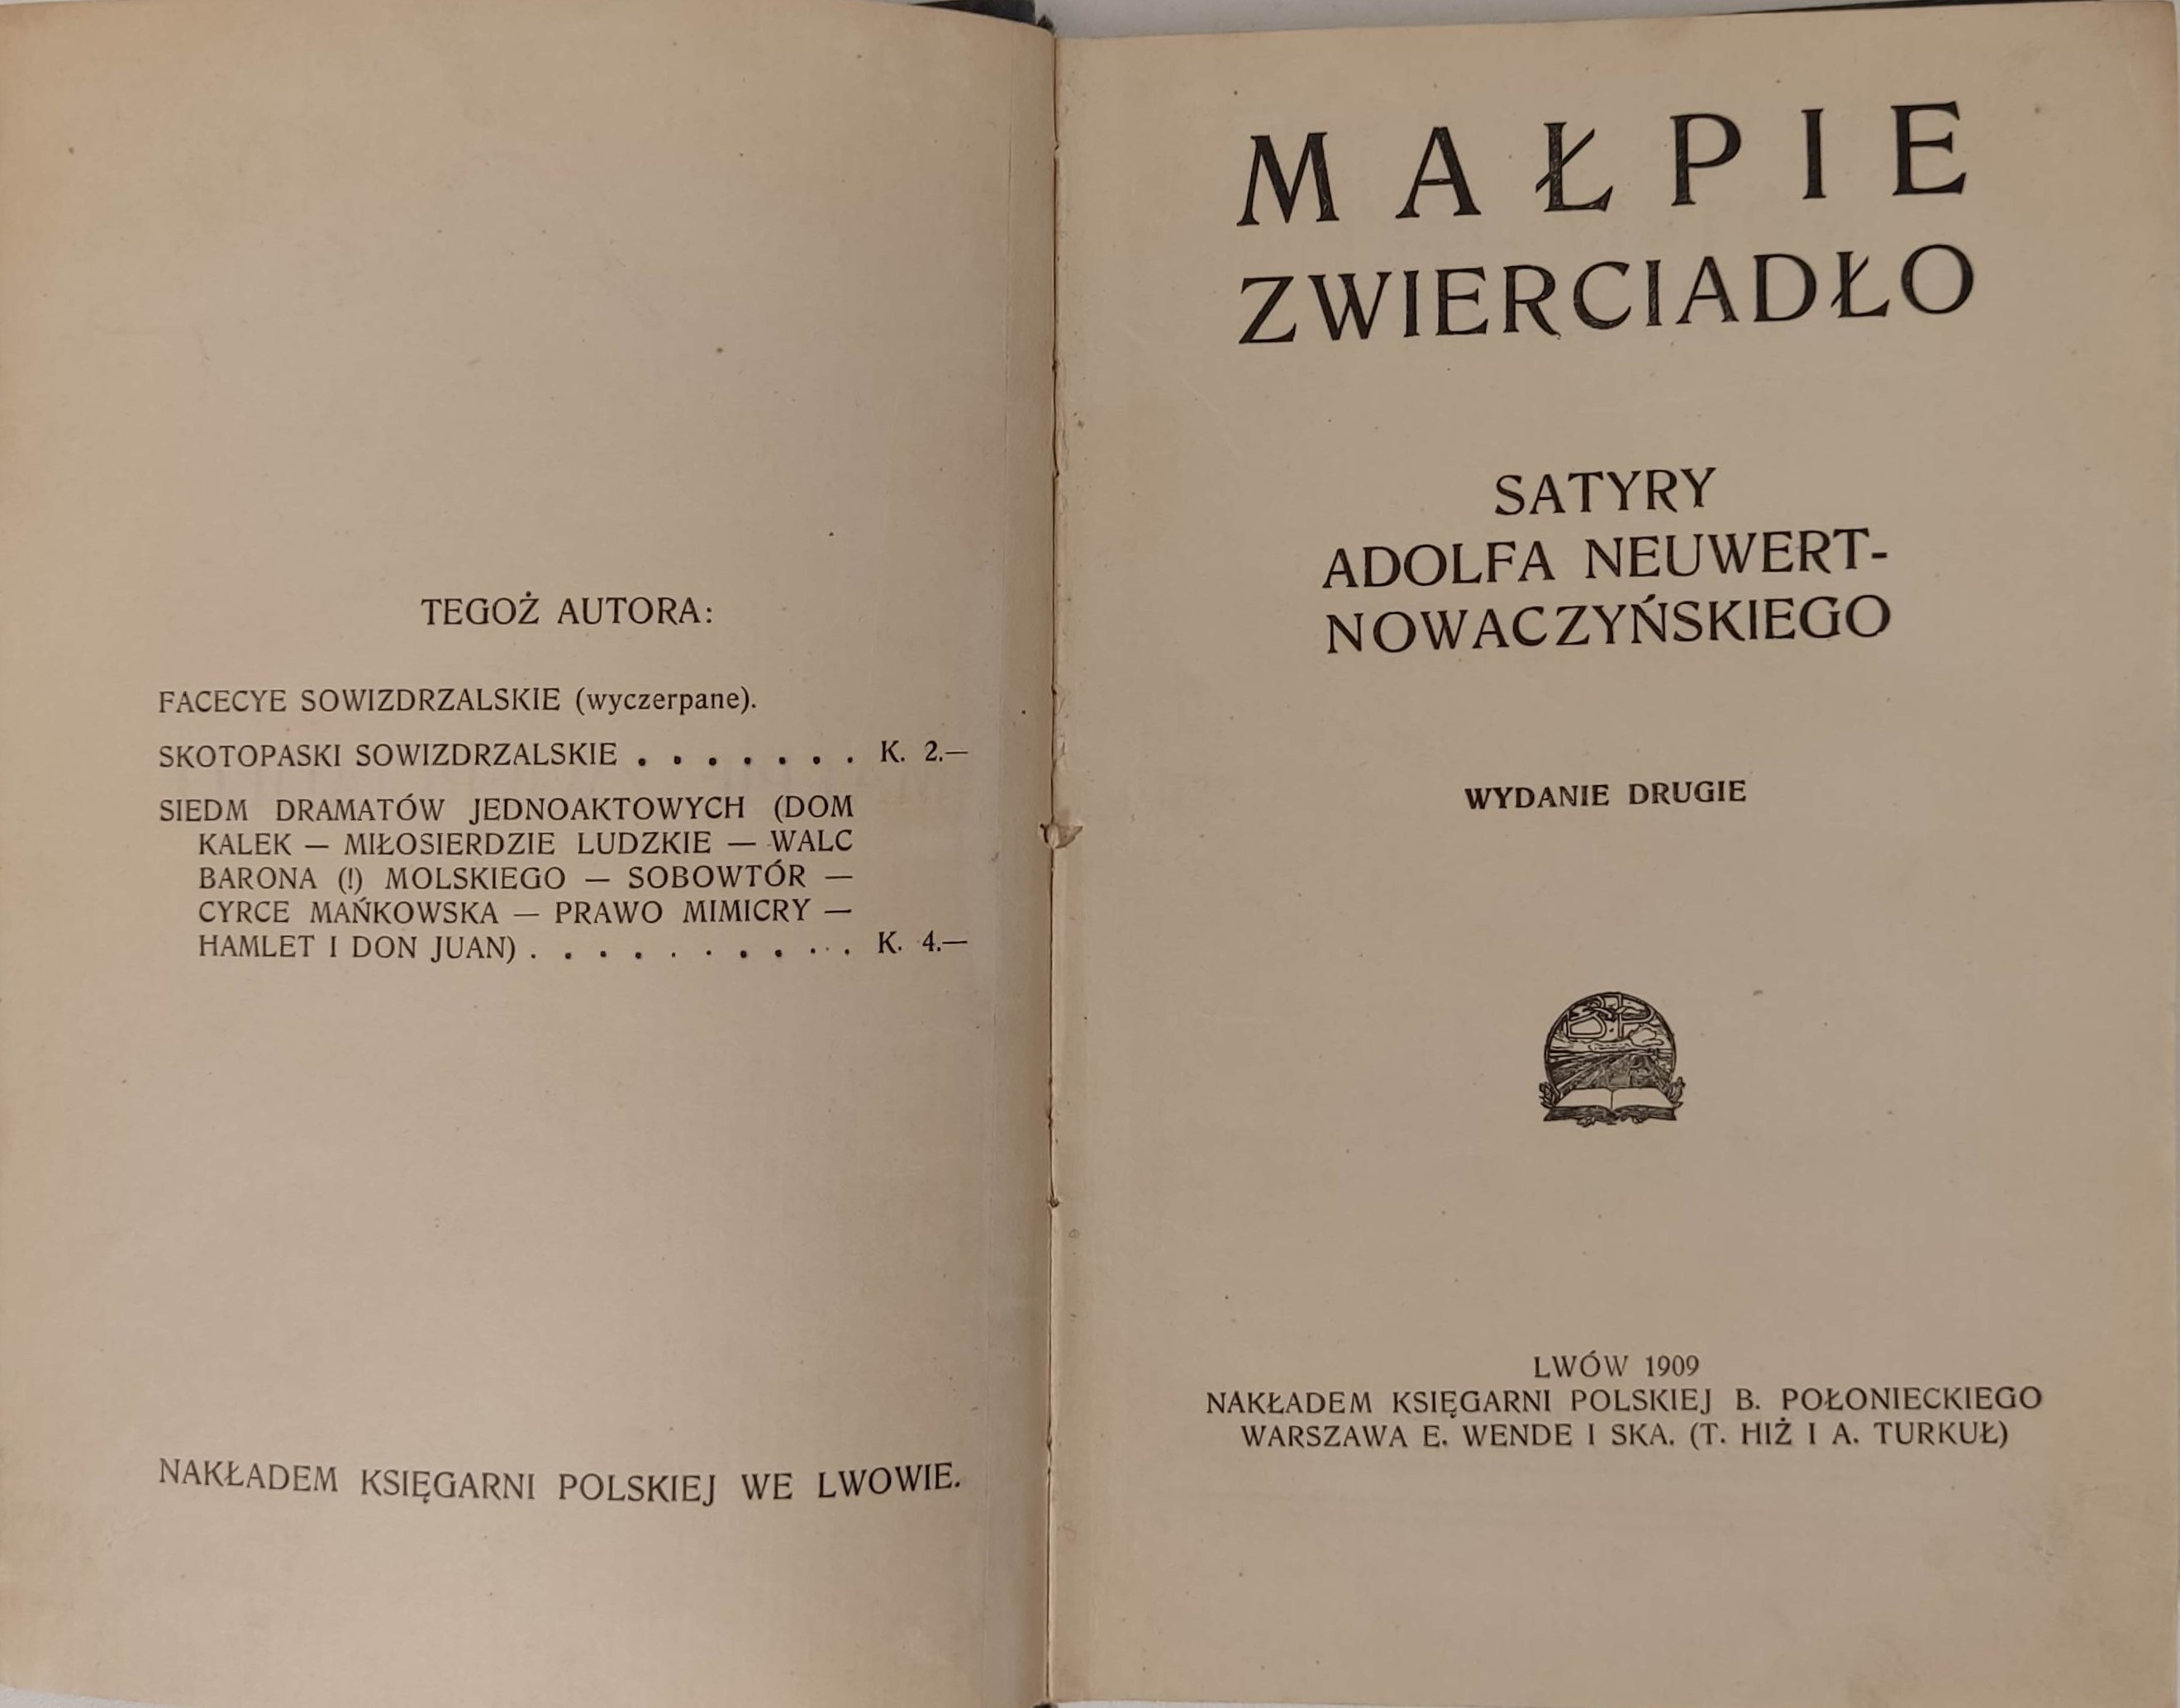 TEGOŻ AUTORA:
FACECYE SOWIZDRZALSKIE (wyczerpane).
SKOTOPASKI SOWIZDRZALSKIE . . . . . . . K. 2.—
SIEDM DRAMATÓW JEDNOAKTOWYCH (DOM
KALEK — MIŁOSIERDZIE LUDZKIE — WALC
BARONA (!) MOLSKIEGO — SOBOWTÓR —
CYRCE MAŃKOWSKA — PRAWO MIMICRY —
HAMLET I DON JUAN) . . . . . . . . . . K. 4.—
NAKŁADEM KSIĘGARNI POLSKIEJ WE LWOWIE.
MAŁPIE
ZWIERCIADŁO
SATYRY
ADOLFA NEUWERT-
NOWACZYŃSKIEGO
WYDANIE DRUGIE
LWÓW 1909
NAKŁADEM KSIĘGARNI POLSKIEJ B. POŁONIECKIEGO
WARSZAWA E. WENDE I SKA. (T. HIŻ I A. TURKUŁ)